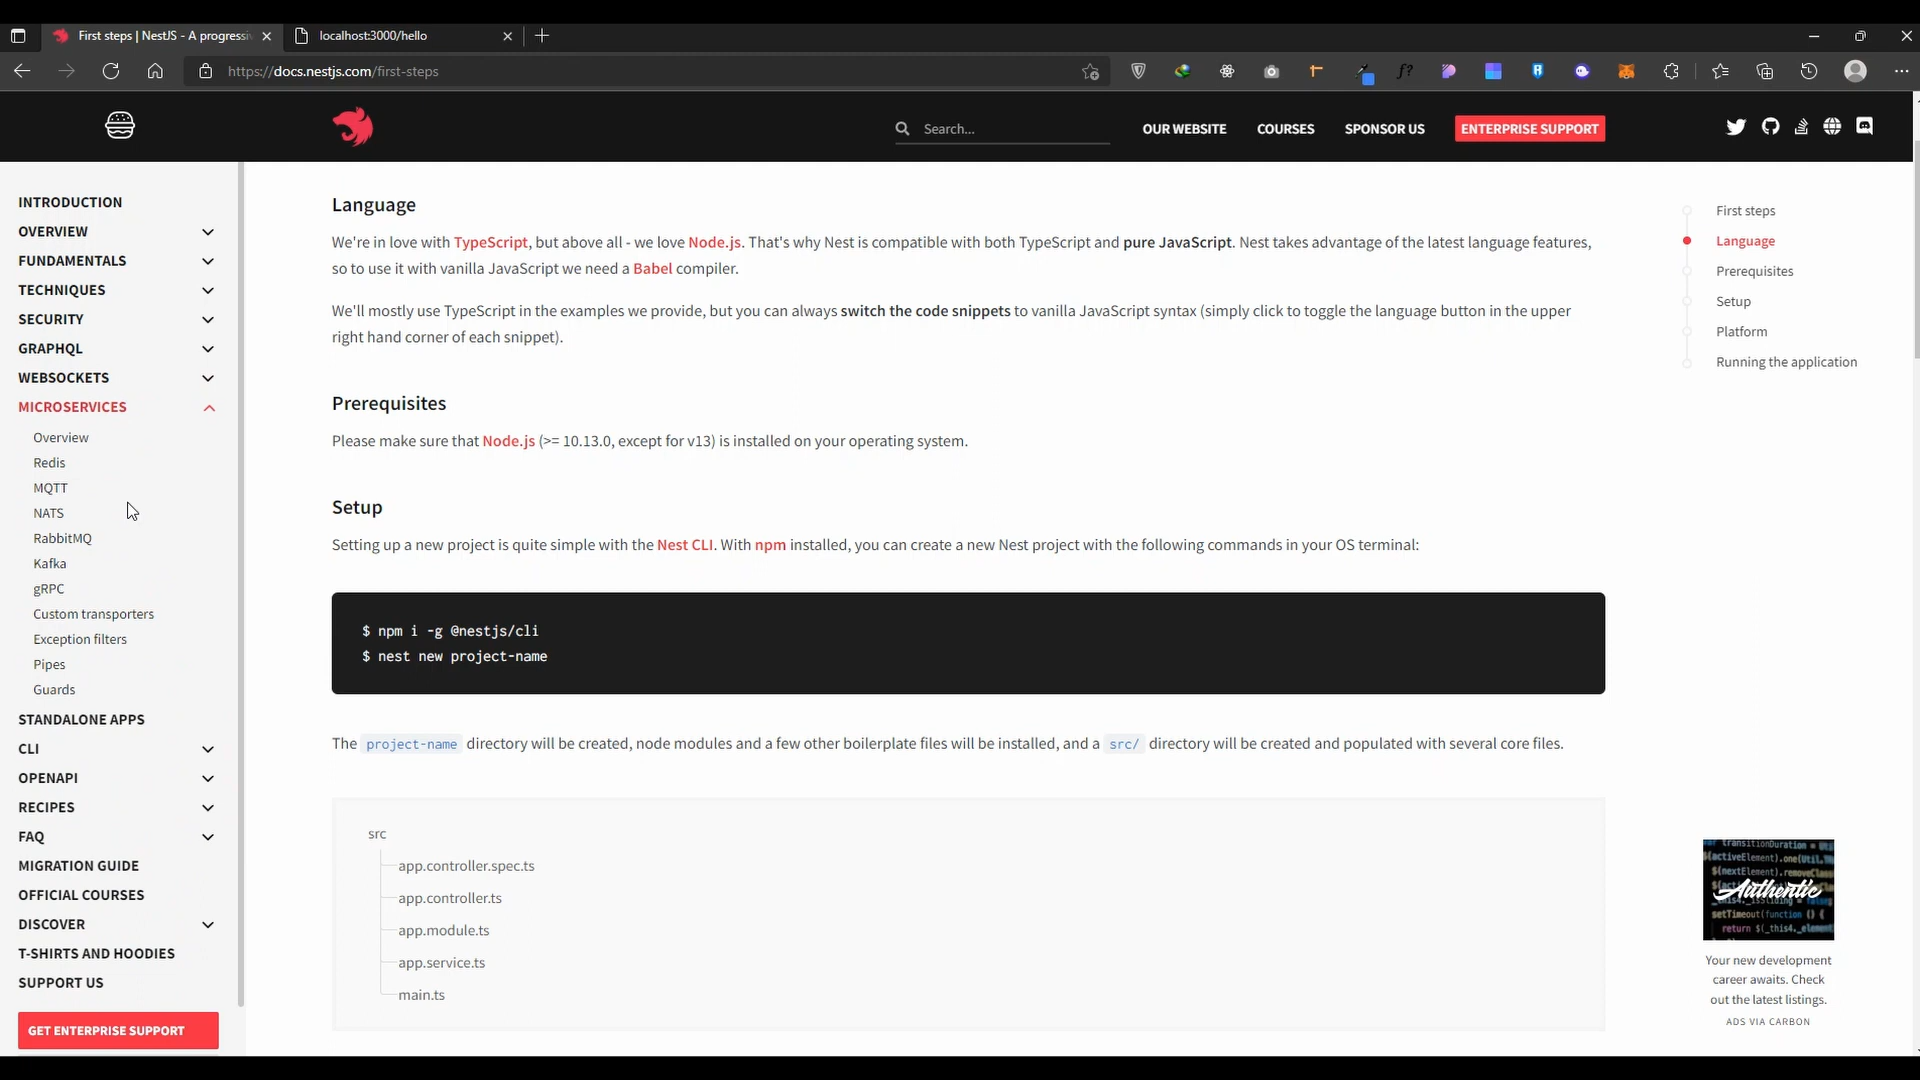 First steps | NestJS - A progressiv
localhost:3000/hello
https://docs.nestjs.com/first-steps
Search...
OUR WEBSITE
COURSES
SPONSOR US
ENTERPRISE SUPPORT
INTRODUCTION
OVERVIEW
FUNDAMENTALS
TECHNIQUES
SECURITY
GRAPHQL
WEBSOCKETS
MICROSERVICES
Overview
Redis
MQTT
NATS
RabbitMQ
Kafka
gRPC
Custom transporters
Exception filters
Pipes
Guards
STANDALONE APPS
CLI
OPENAPI
RECIPES
FAQ
MIGRATION GUIDE
OFFICIAL COURSES
DISCOVER
T-SHIRTS AND HOODIES
SUPPORT US
GET ENTERPRISE SUPPORT
Language
We're in love with TypeScript, but above all - we love Node.js. That's why Nest is compatible with both TypeScript and pure JavaScript. Nest takes advantage of the latest language features,
so to use it with vanilla JavaScript we need a Babel compiler.
We'll mostly use TypeScript in the examples we provide, but you can always switch the code snippets to vanilla JavaScript syntax (simply click to toggle the language button in the upper
right hand corner of each snippet).
Prerequisites
Please make sure that Node.js (>= 10.13.0, except for v13) is installed on your operating system.
Setup
Setting up a new project is quite simple with the Nest CLI. With npm installed, you can create a new Nest project with the following commands in your OS terminal:
$ npm i -g @nestjs/cli
$ nest new project-name
The project-name directory will be created, node modules and a few other boilerplate files will be installed, and a src/ directory will be created and populated with several core files.
src
app.controller.spec.ts
app.controller.ts
app.module.ts
app.service.ts
main.ts
First steps
Language
Prerequisites
Setup
Platform
Running the application
Authentic
Your new development
career awaits. Check
out the latest listings.
ADS VIA CARBON